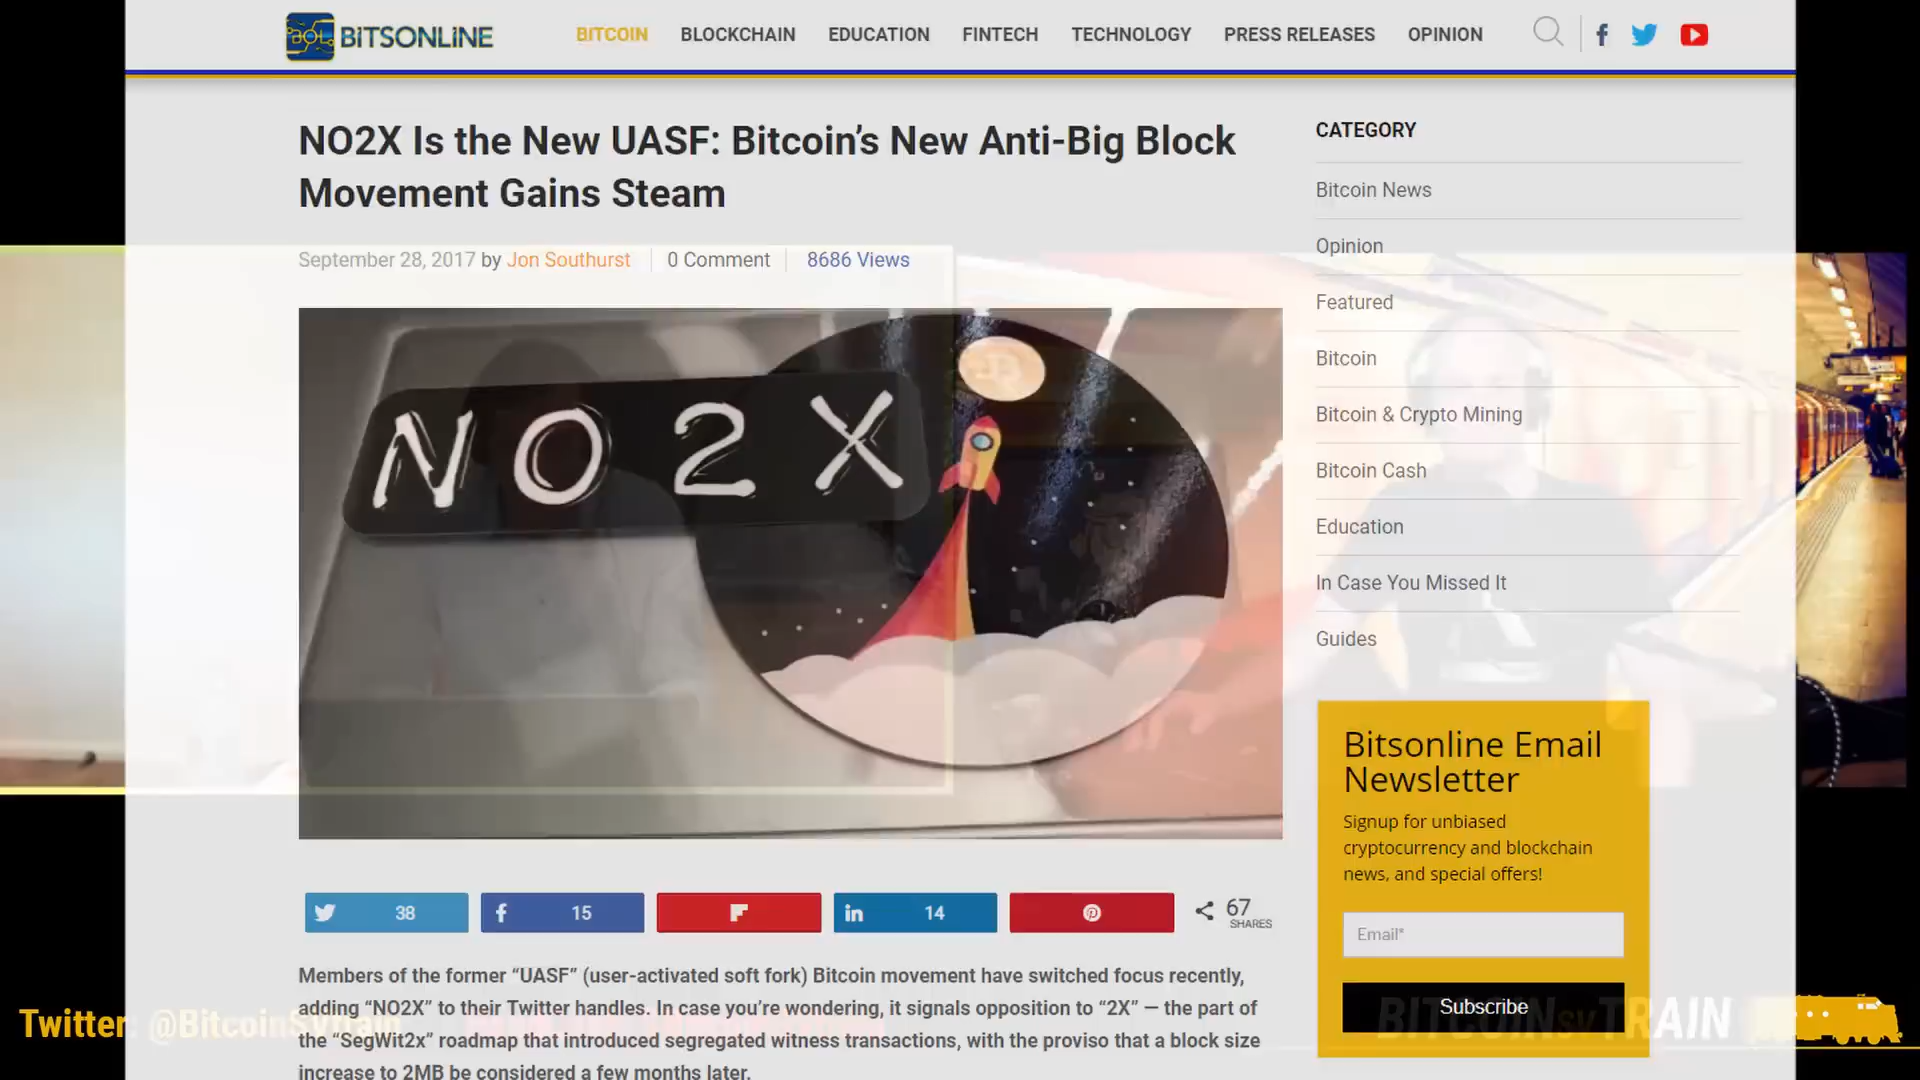 BOL BITSONLINE
BITCOIN BLOCKCHAIN EDUCATION FINTECH TECHNOLOGY PRESS RELEASES OPINION
NO2X Is the New UASF: Bitcoin’s New Anti-Big Block
Movement Gains Steam
September 28, 2017 by Jon Southurst 0 Comment 8686 Views
NO2X
38 15 14 67
SHARES
Members of the former “UASF” (user-activated soft fork) Bitcoin movement have switched focus recently,
adding “NO2X” to their Twitter handles. In case you’re wondering, it signals opposition to “2X” — the part of
the “SegWit2x” roadmap that introduced segregated witness transactions, with the proviso that a block size
increase to 2MB be considered a few months later.
CATEGORY
Bitcoin News
Opinion
Featured
Bitcoin
Bitcoin & Crypto Mining
Bitcoin Cash
Education
In Case You Missed It
Guides
Bitsonline Email
Newsletter
Signup for unbiased
cryptocurrency and blockchain
news, and special offers!
Email*
Subscribe
Twitter: @BitcoinSVTrain
BITCOIN SV TRAIN